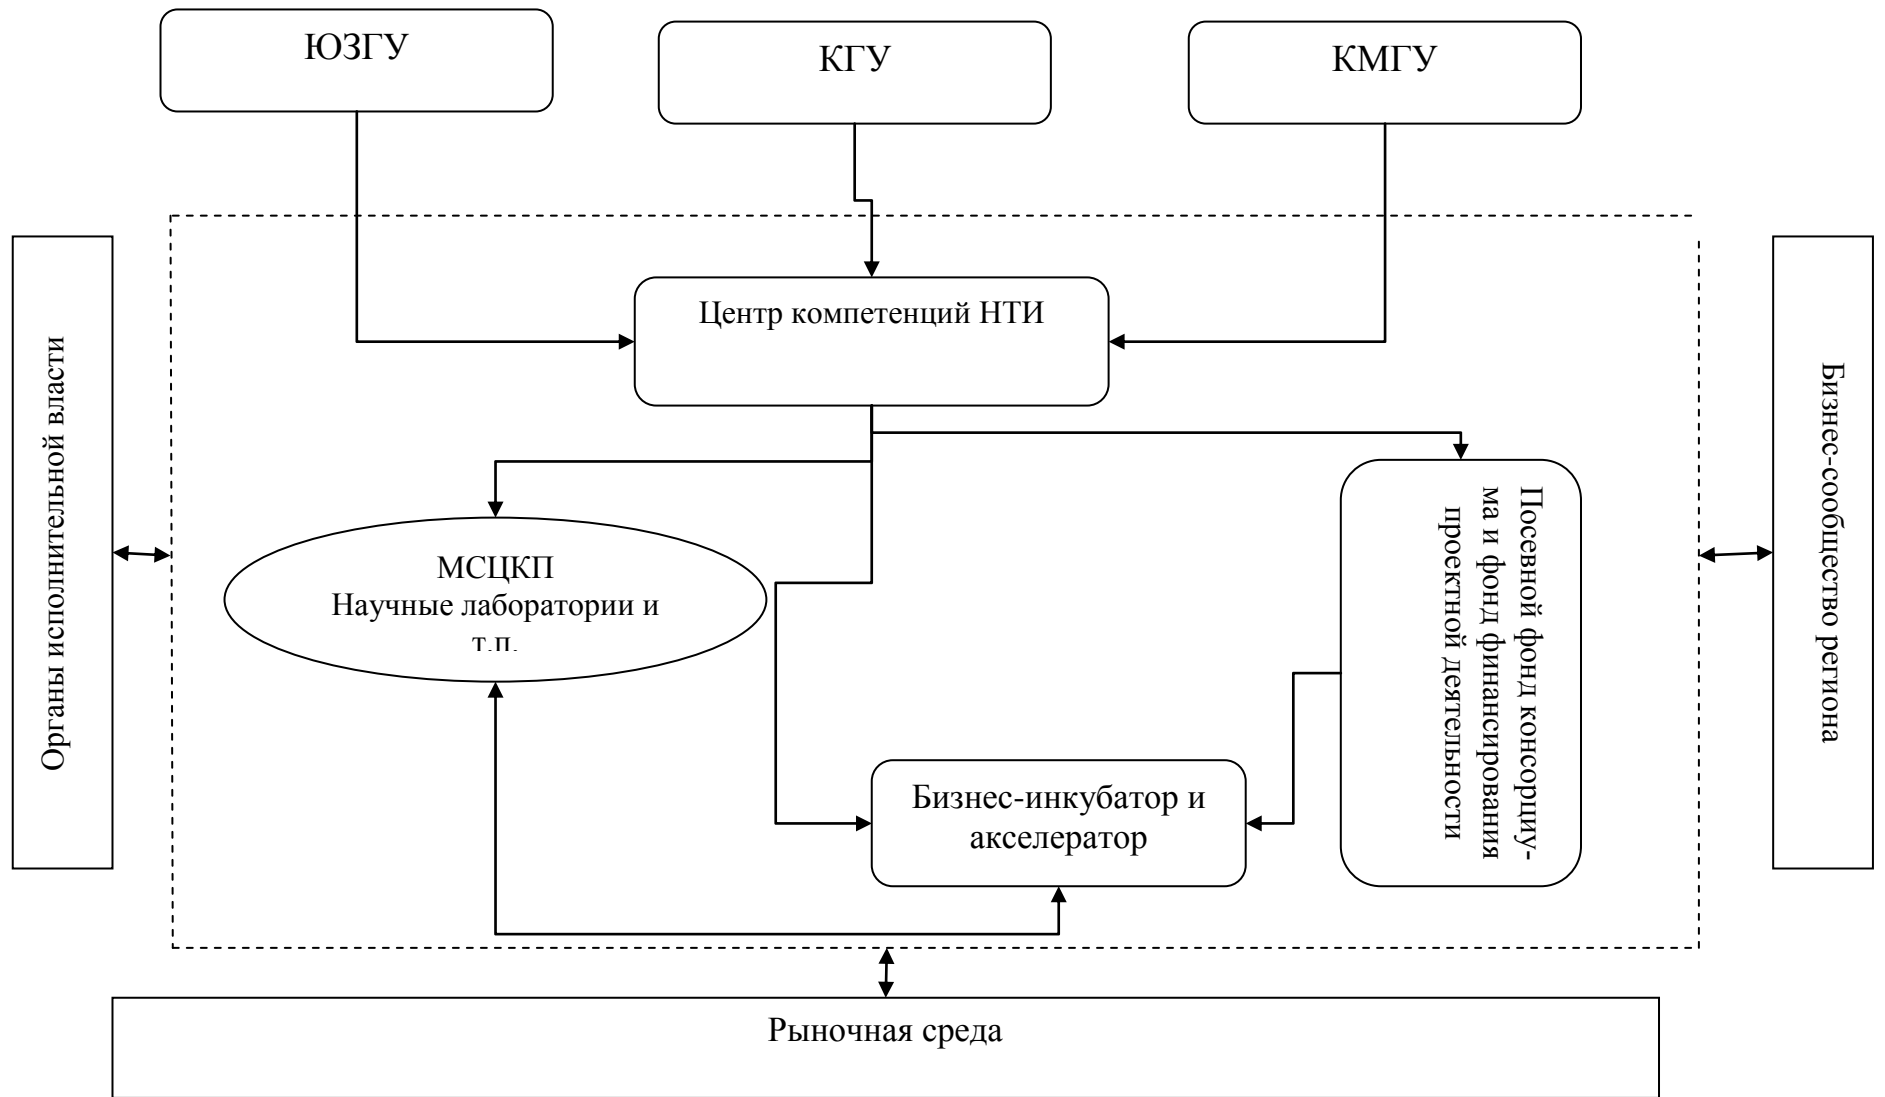 ЮЗГУ
КГУ
КМГУ
Центр компетенций НТИ
Органы исполнительной власти
Бизнес-сообщество региона
МСЦКП
Научные лаборатории и
т.п.
Посевной фонд консорциу-
ма и фонд финансирования
проектной деятельности
Бизнес-инкубатор и
акселератор
Рыночная среда